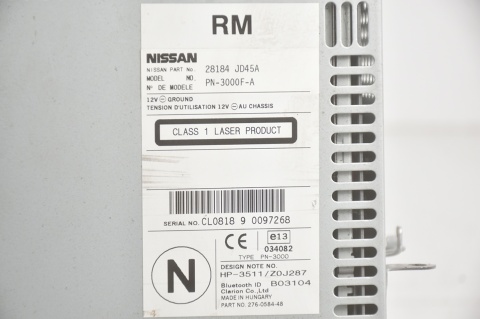 RM
NISSAN
NISSAN PART No. 28184 JD45A
MODEL NO. PN-3000F-A
N° DE MODELE
12V ⊖ GROUND
TENSION D'UTILISATION 12V ⊖ AU CHASSIS
CLASS 1 LASER PRODUCT
SERIAL NO. CL0818 9 0097268
CE e13
034082
TYPE PN-3000
N
DESIGN NOTE NO.
HP-3511/Z0J287
Bluetooth ID B03104
Clarion Co.,Ltd
MADE IN HUNGARY
PART NO. 276-0584-48